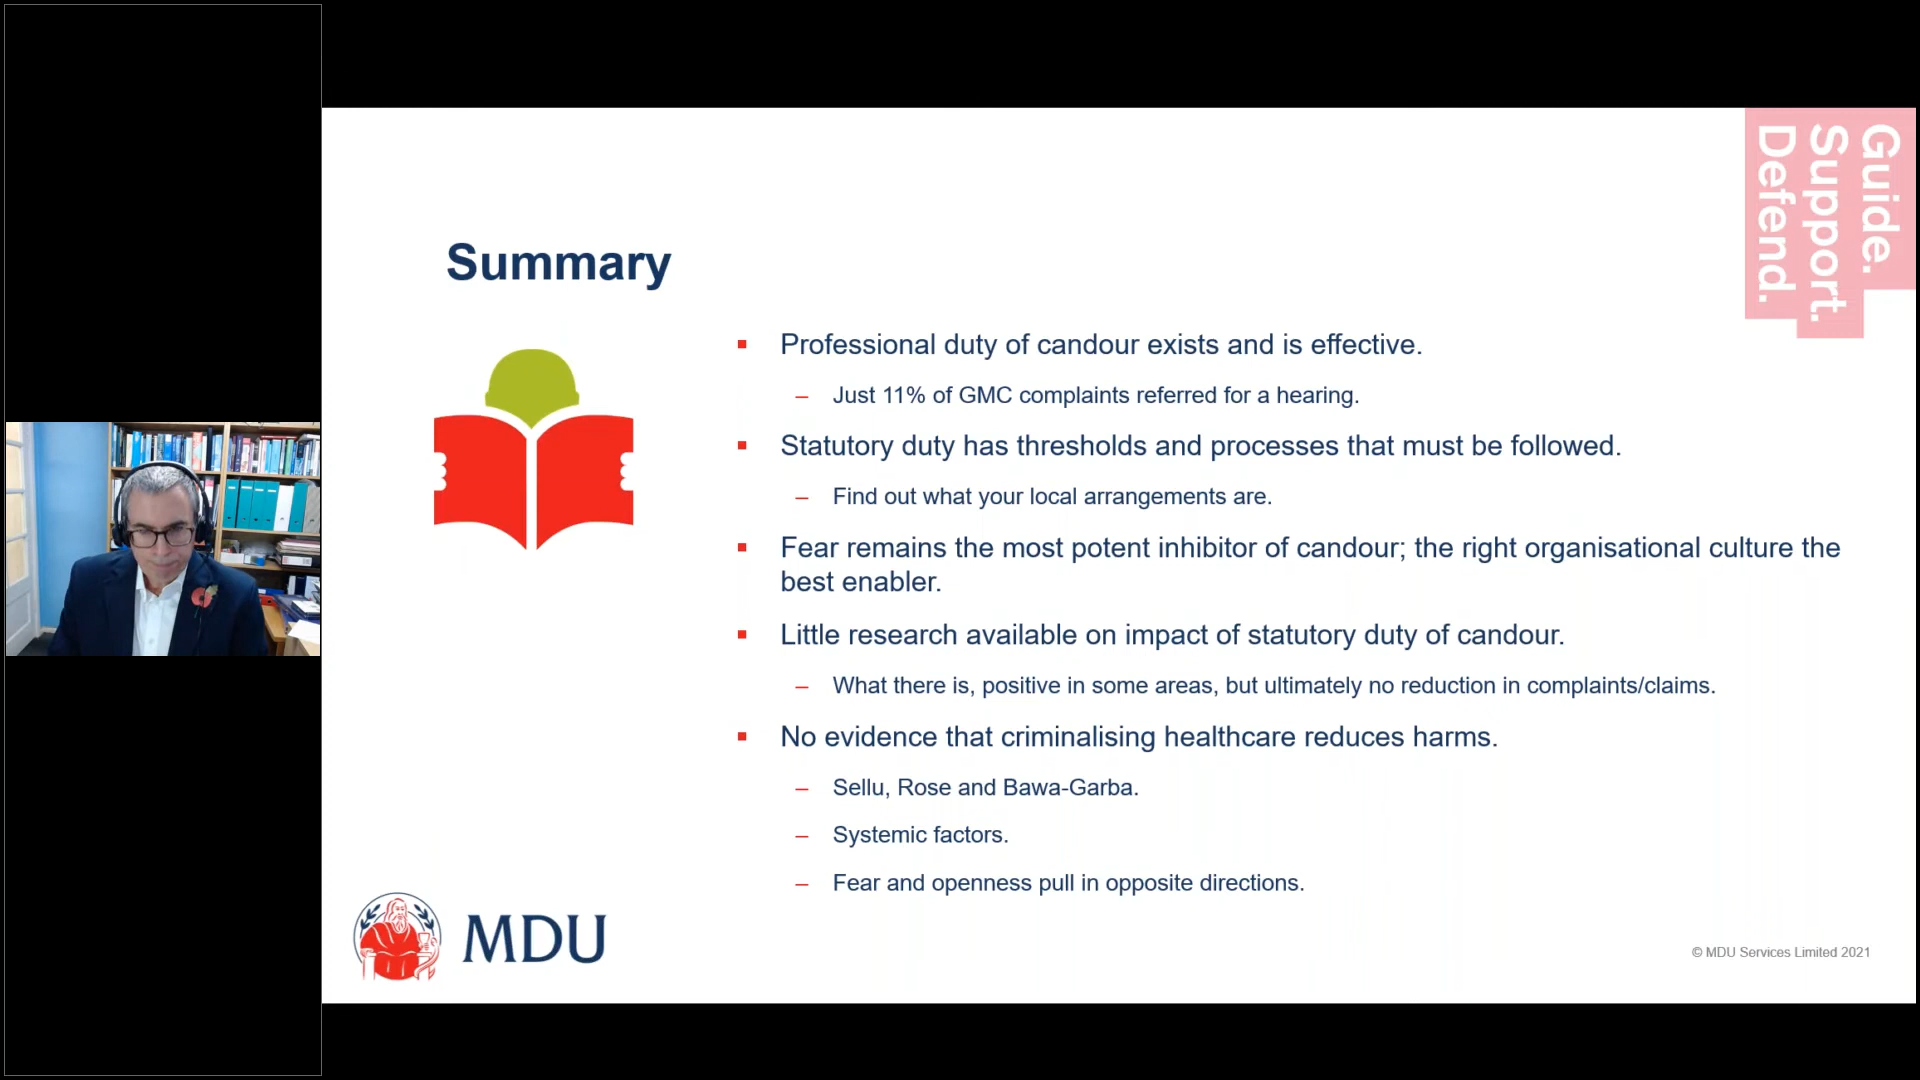 Guide.
Support.
Defend.
Summary
▪ Professional duty of candour exists and is effective.
– Just 11% of GMC complaints referred for a hearing.
▪ Statutory duty has thresholds and processes that must be followed.
– Find out what your local arrangements are.
▪ Fear remains the most potent inhibitor of candour; the right organisational culture the
best enabler.
▪ Little research available on impact of statutory duty of candour.
– What there is, positive in some areas, but ultimately no reduction in complaints/claims.
▪ No evidence that criminalising healthcare reduces harms.
– Sellu, Rose and Bawa-Garba.
– Systemic factors.
– Fear and openness pull in opposite directions.
MDU
© MDU Services Limited 2021